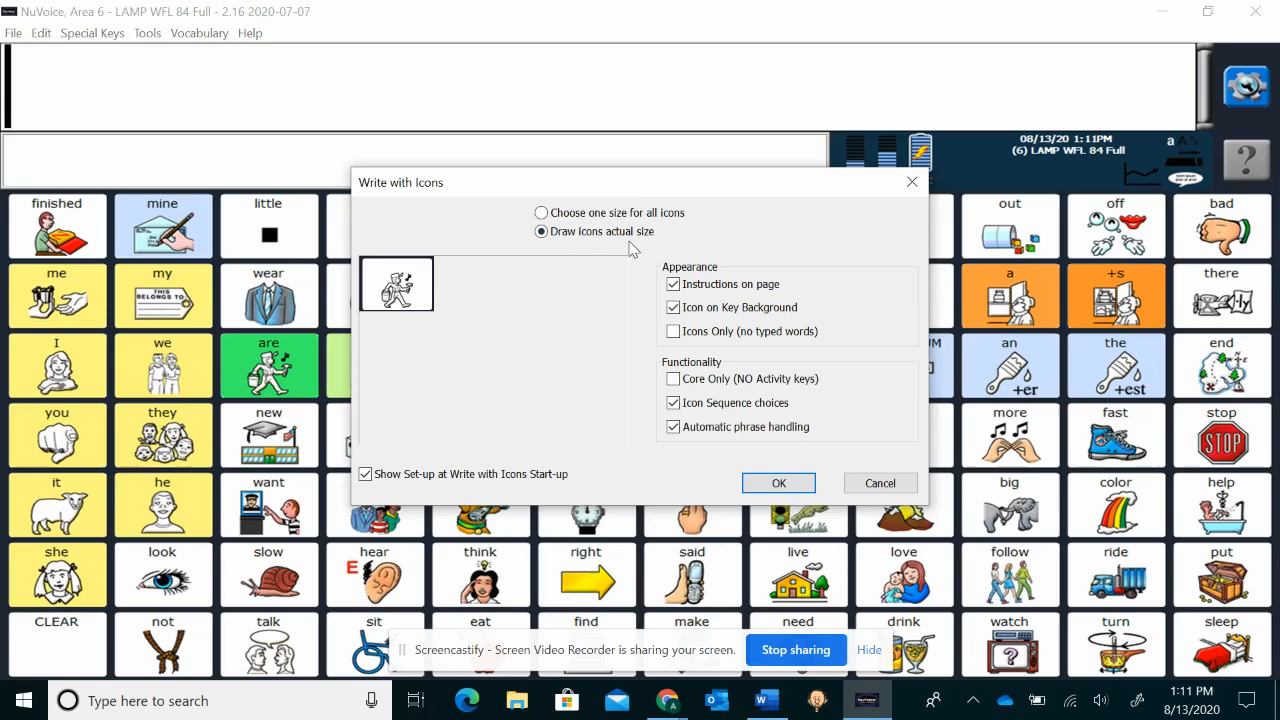 NuVoice, Area 6 - LAMP WFL 84 Full - 2.16 2020-07-07
File Edit Special Keys Tools Vocabulary Help
08/13/20 1:11PM
(6) LAMP WFL 84 Full
aA
?
Write with Icons
Choose one size for all icons
Draw icons actual size
Appearance
Instructions on page
Icon on Key Background
Icons Only (no typed words)
Functionality
Core Only (NO Activity keys)
Icon Sequence choices
Automatic phrase handling
Show Set-up at Write with Icons Start-up
OK Cancel
finished mine little out off bad
me my wear a +s there
THIS BELONGS TO -ly
I we are an the end
+er +est
you they new more fast stop
STOP
it he want big color help
she look slow hear think right said live love follow ride put
E
CLEAR not talk sit eat find make need drink watch turn sleep
?
Screencastify - Screen Video Recorder is sharing your screen. Stop sharing Hide
Type here to search
1:11 PM
8/13/2020